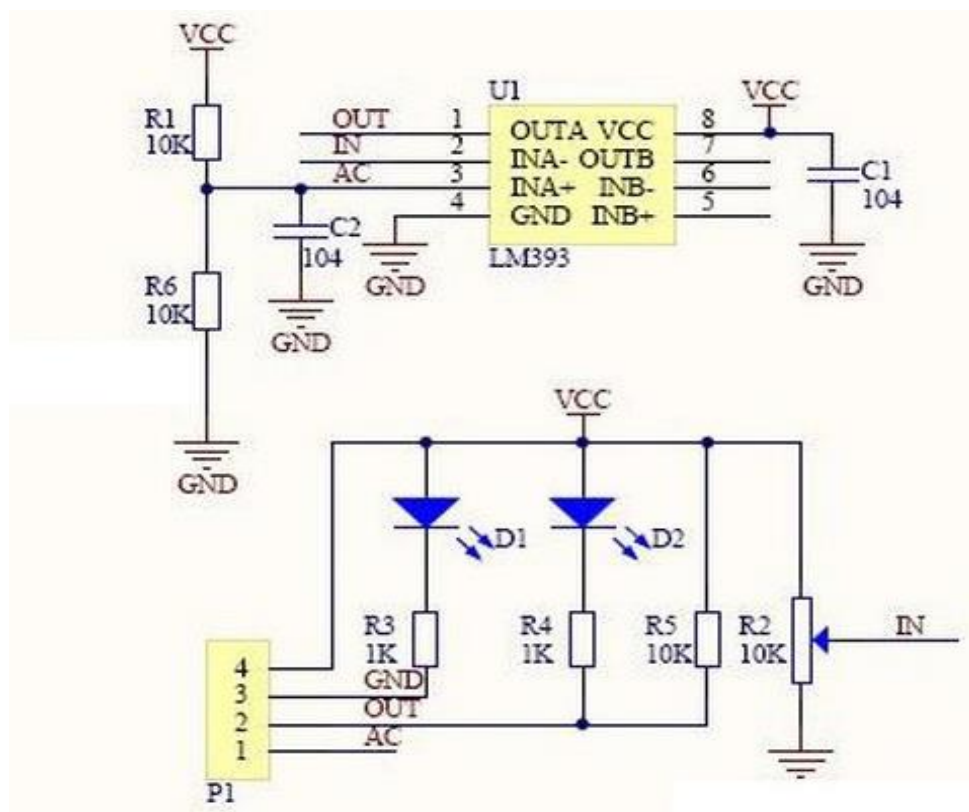 VCC
R1
10K
R6
10K
GND
OUT
IN
AC
C2
104
GND
GND
U1
1
2
3
4
OUTA VCC
INA- OUTB
INA+ INB-
GND INB+
8
7
6
5
LM393
VCC
C1
104
GND
VCC
D1
D2
R3
1K
R4
1K
R5
10K
R2
10K
IN
4
3
2
1
GND
OUT
AC
P1